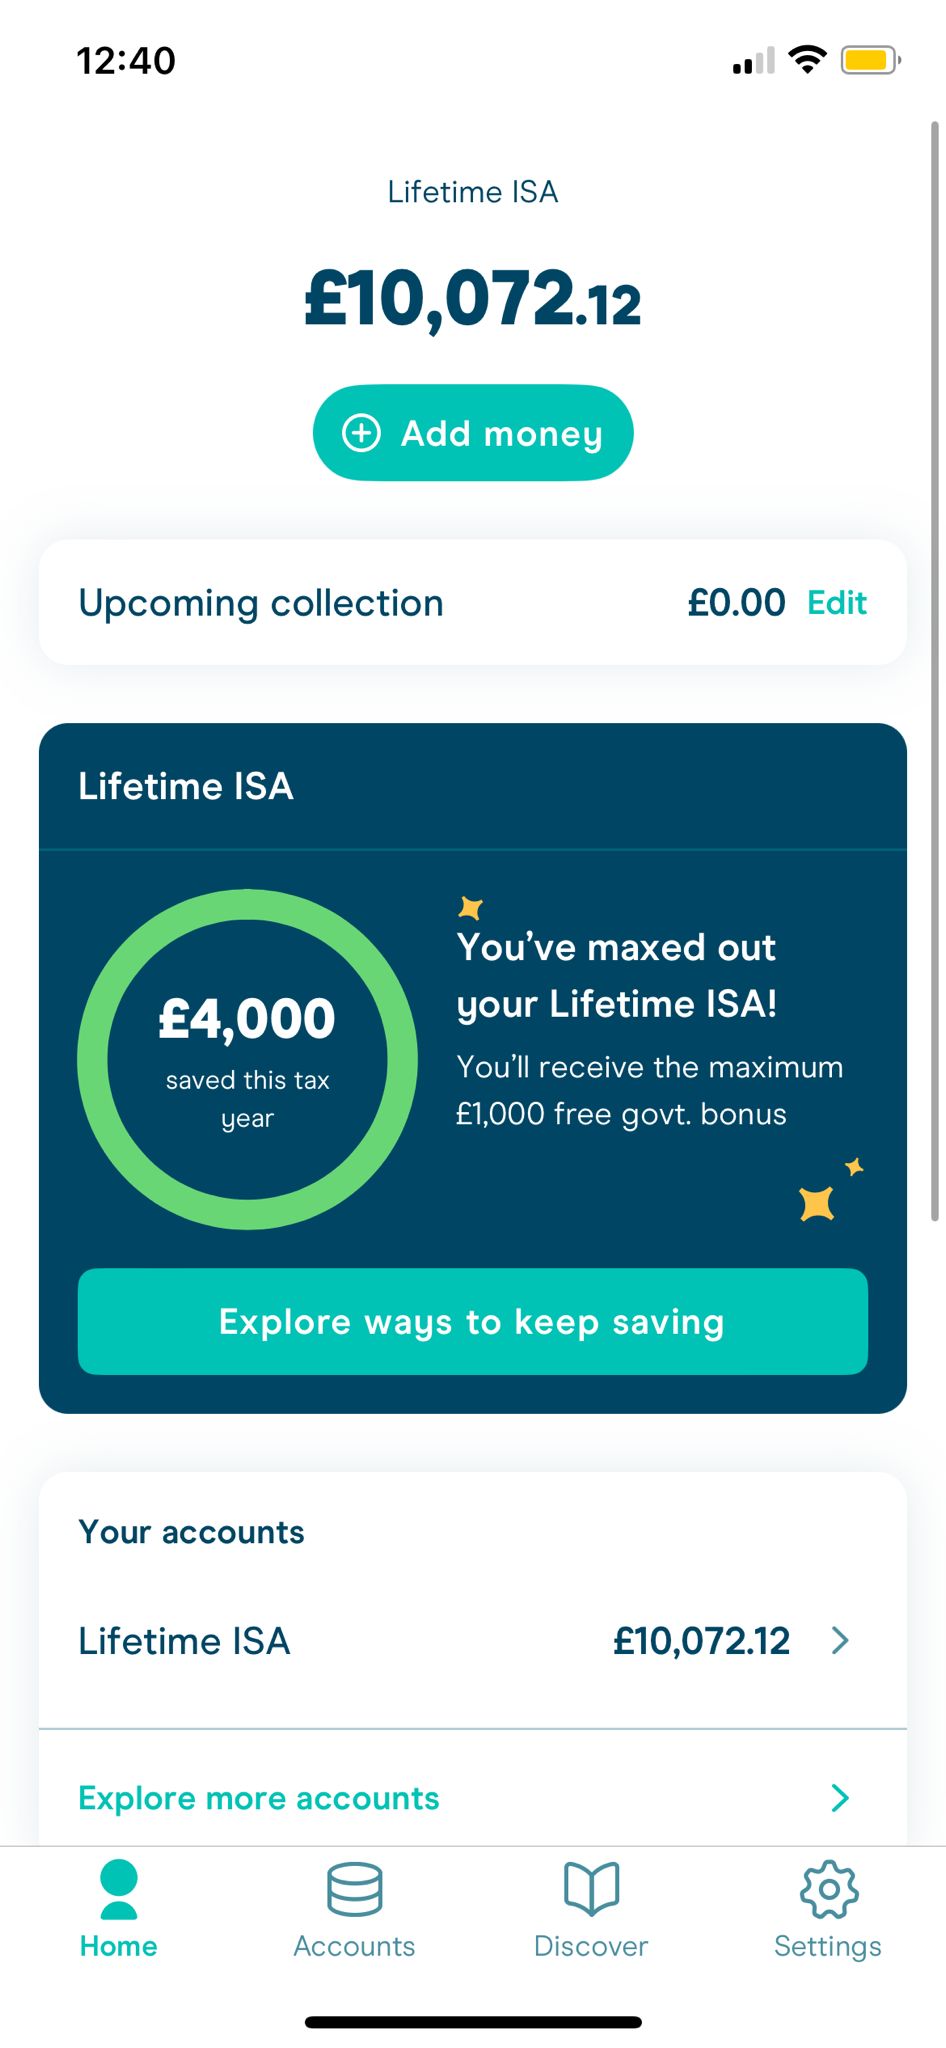 12:40
Lifetime ISA
£10,072.12
Add money
Upcoming collection £0.00 Edit
Lifetime ISA
£4,000
saved this tax
year
You’ve maxed out
your Lifetime ISA!
You’ll receive the maximum
£1,000 free govt. bonus
Explore ways to keep saving
Your accounts
Lifetime ISA £10,072.12
Explore more accounts
Home Accounts Discover Settings